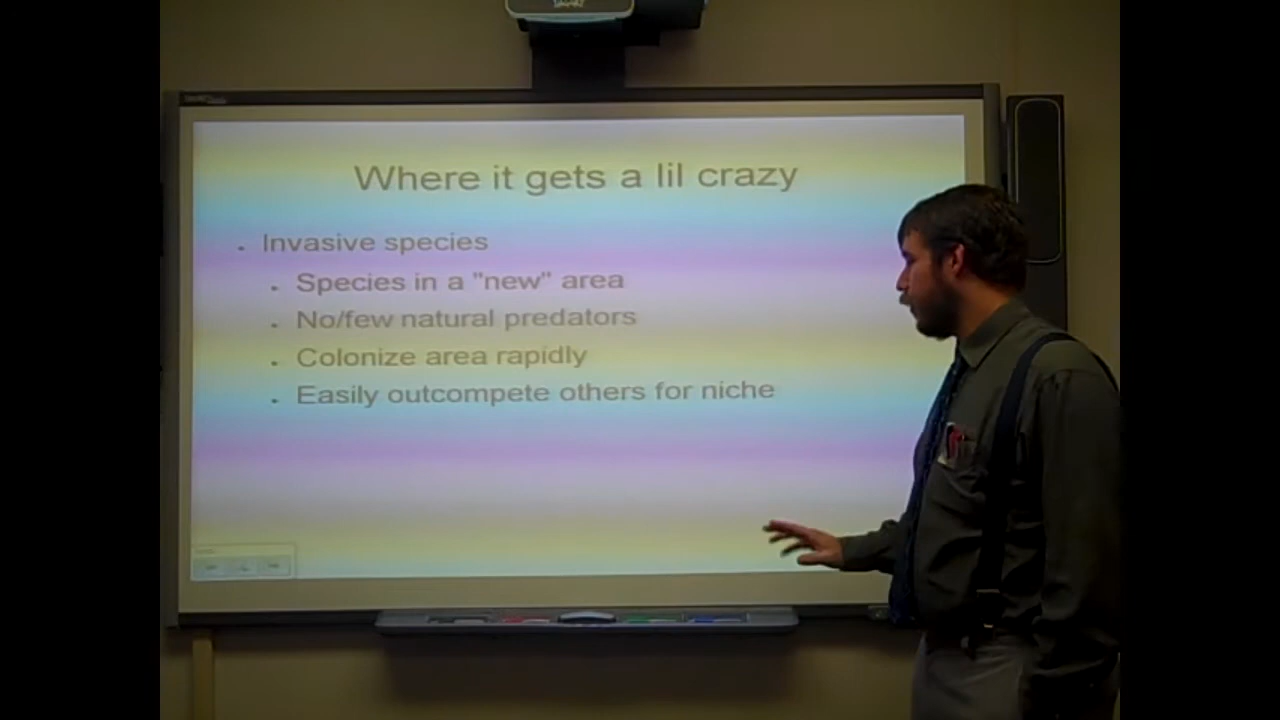 Where it gets a lil crazy
. Invasive species
. Species in a "new" area
. No/few natural predators
. Colonize area rapidly
. Easily outcompete others for niche